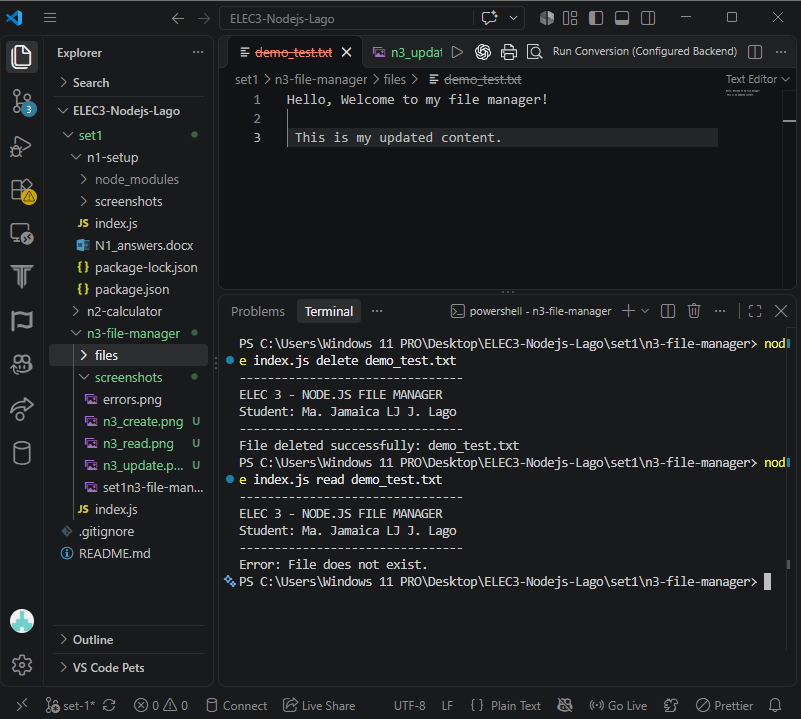 ELEC3-Nodejs-Lago
Explorer
Search
ELEC3-Nodejs-Lago
set1
n1-setup
node_modules
screenshots
JS index.js
N1_answers.docx
{} package-lock.json
{} package.json
n2-calculator
n3-file-manager
files
screenshots
errors.png
n3_create.png U
n3_read.png U
n3_update.p... U
set1n3-file-man...
JS index.js
.gitignore
README.md
Outline
VS Code Pets
3
demo_test.txt
n3_updat
Run Conversion (Configured Backend)
set1 > n3-file-manager > files > demo_test.txt
Text Editor
1 Hello, Welcome to my file manager!
2
3 This is my updated content.
Problems Terminal ... powershell - n3-file-manager
PS C:\Users\Windows 11 PRO\Desktop\ELEC3-Nodejs-Lago\set1\n3-file-manager> nod
e index.js delete demo_test.txt
-------------------------------
ELEC 3 - NODE.JS FILE MANAGER
Student: Ma. Jamaica LJ J. Lago
-------------------------------
File deleted successfully: demo_test.txt
PS C:\Users\Windows 11 PRO\Desktop\ELEC3-Nodejs-Lago\set1\n3-file-manager> nod
e index.js read demo_test.txt
-------------------------------
ELEC 3 - NODE.JS FILE MANAGER
Student: Ma. Jamaica LJ J. Lago
-------------------------------
Error: File does not exist.
PS C:\Users\Windows 11 PRO\Desktop\ELEC3-Nodejs-Lago\set1\n3-file-manager>
set-1* 0 0 Connect Live Share UTF-8 LF {} Plain Text Go Live Prettier